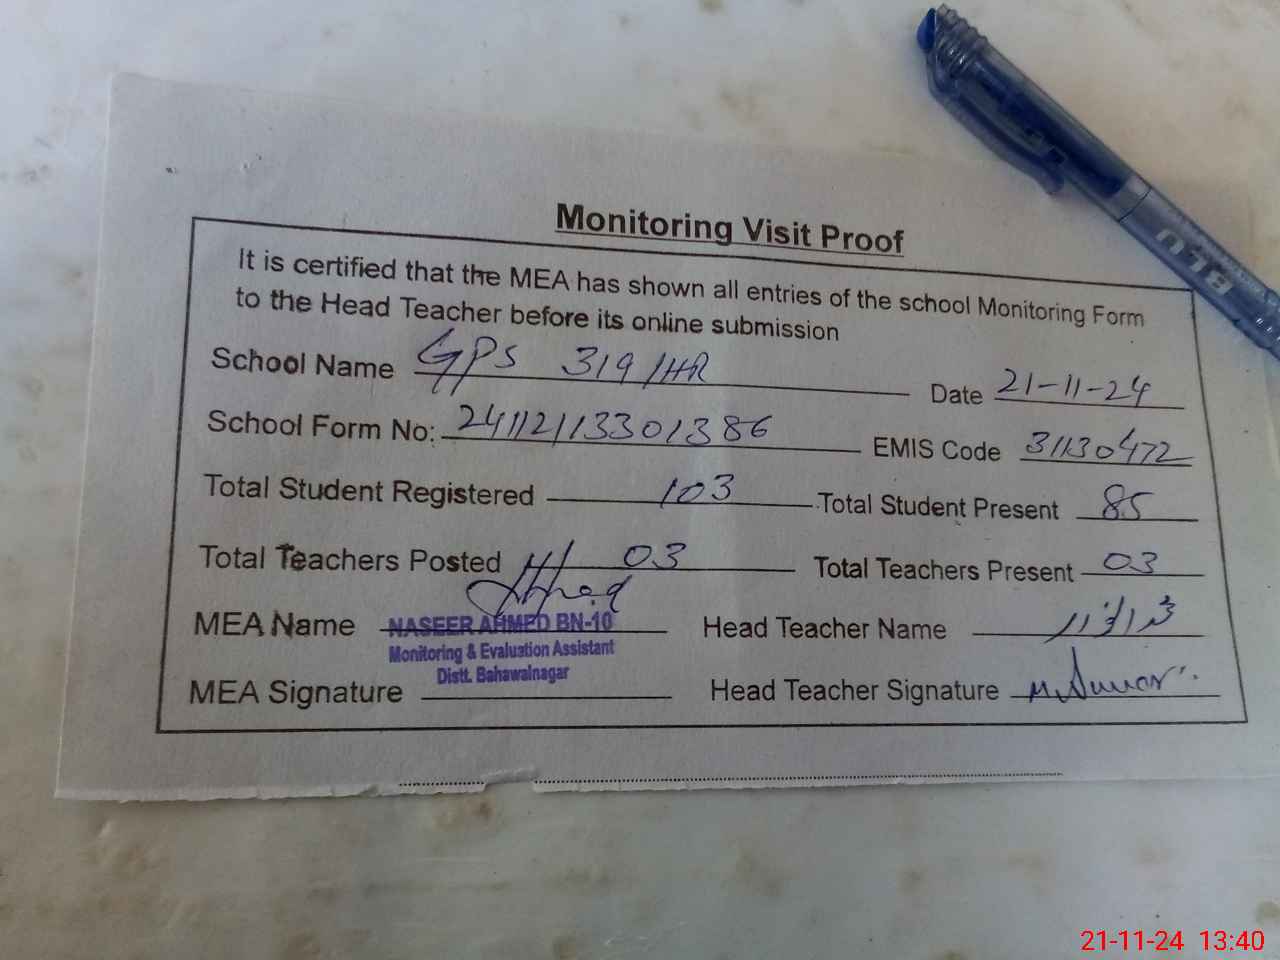 Monitoring Visit Proof
It is certified that the MEA has shown all entries of the school Monitoring Form
to the Head Teacher before its online submission
School Name GPS 319/HR Date 21-11-24
School Form No: 24112113301386 EMIS Code 31130472
Total Student Registered 103 Total Student Present 85
Total Teachers Posted 03 Total Teachers Present 03
MEA Name NASEER AHMED BN-10 Head Teacher Name
Monitoring & Evaluation Assistant
Distt. Bahawalnagar
MEA Signature Head Teacher Signature
21-11-24 13:40